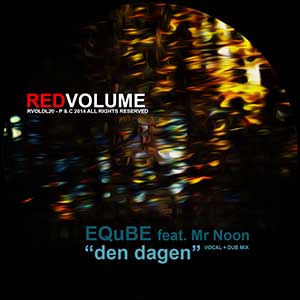 REDVOLUME
RVOLDL20 - P & C 2014 ALL RIGHTS RESERVED
EQuBE feat. Mr Noon
“den dagen” VOCAL + DUB MIX